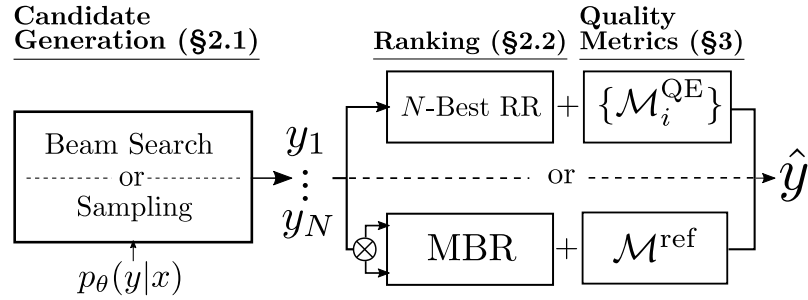 Candidate
Generation (§2.1)
Ranking (§2.2)
Quality
Metrics (§3)
Beam Search
or
Sampling
p_θ(y|x)
y_1
⋮
y_N
N-Best RR + {M_i^QE}
or
ŷ
⊗ MBR + M^ref